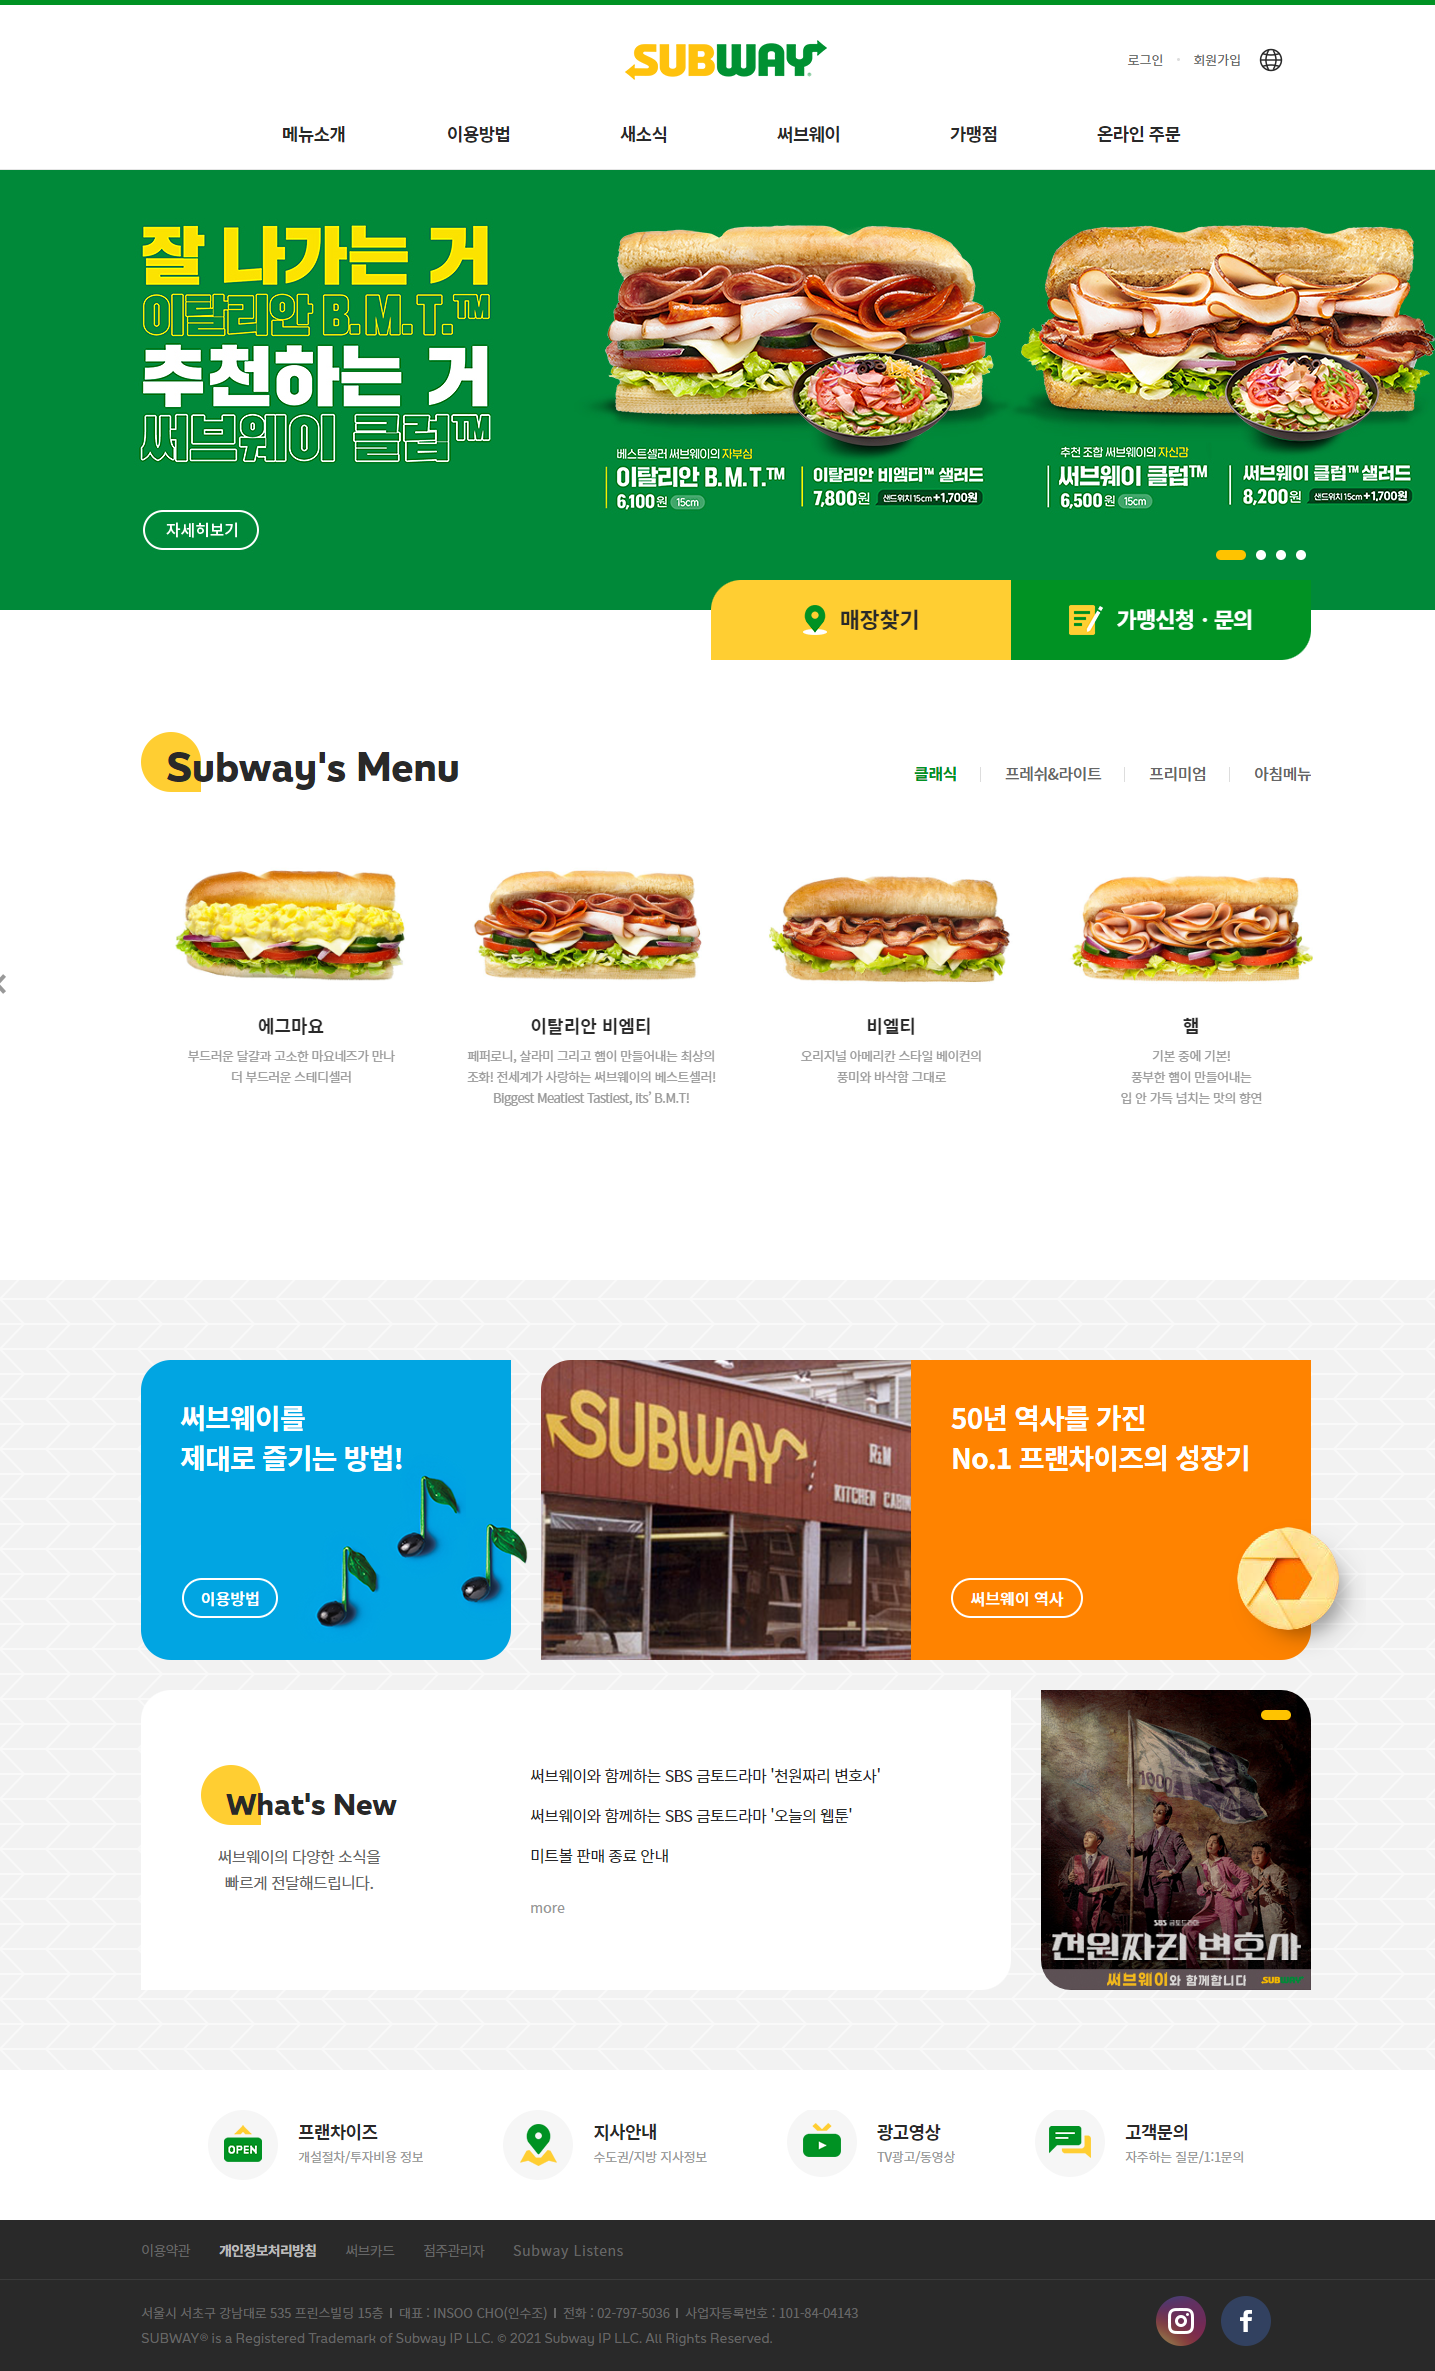 SUBWAY
로그인
회원가입
메뉴소개
이용방법
새소식
써브웨이
가맹점
온라인 주문
잘 나가는 거
이탈리안 B.M.T.™
추천하는 거
써브웨이 클럽™
자세히보기
베스트셀러 써브웨이의 자부심
이탈리안 B.M.T.™
6,100원 15cm
이탈리안 비엠티™ 샐러드
7,800원 샌드위치 15cm +1,700원
추천 조합 써브웨이의 자신감
써브웨이 클럽™
6,500원 15cm
써브웨이 클럽™샐러드
8,200원 샌드위치 15cm +1,700원
매장찾기
가맹신청 · 문의
Subway's Menu
클래식
프레쉬&라이트
프리미엄
아침메뉴
에그마요
부드러운 달걀과 고소한 마요네즈가 만나
더 부드러운 스테디셀러
이탈리안 비엠티
페퍼로니, 살라미 그리고 햄이 만들어내는 최상의
조화! 전세계가 사랑하는 써브웨이의 베스트셀러!
Biggest Meatiest Tastiest, its’ B.M.T!
비엘티
오리지널 아메리칸 스타일 베이컨의
풍미와 바삭함 그대로
햄
기본 중에 기본!
풍부한 햄이 만들어내는
입 안 가득 넘치는 맛의 향연
써브웨이를
제대로 즐기는 방법!
이용방법
SUBWAY
R&M
KITCHEN CABIN
50년 역사를 가진
No.1 프랜차이즈의 성장기
써브웨이 역사
What's New
써브웨이의 다양한 소식을
빠르게 전달해드립니다.
써브웨이와 함께하는 SBS 금토드라마 '천원짜리 변호사'
써브웨이와 함께하는 SBS 금토드라마 '오늘의 웹툰'
미트볼 판매 종료 안내
more
SBS 금토드라마
천원짜리 변호사
써브웨이와 함께합니다 SUBWAY
OPEN
프랜차이즈
개설절차/투자비용 정보
지사안내
수도권/지방 지사정보
광고영상
TV광고/동영상
고객문의
자주하는 질문/1:1문의
이용약관
개인정보처리방침
써브카드
점주관리자
Subway Listens
서울시 서초구 강남대로 535 프린스빌딩 15층 I 대표 : INSOO CHO(인수조) I 전화 : 02-797-5036 I 사업자등록번호 : 101-84-04143
SUBWAY® is a Registered Trademark of Subway IP LLC. © 2021 Subway IP LLC. All Rights Reserved.